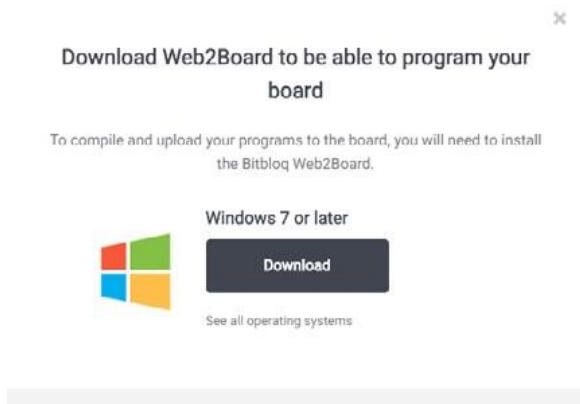 Download Web2Board to be able to program your
board
To compile and upload your programs to the board, you will need to install
the Bitbloq Web2Board.
Windows 7 or later
Download
See all operating systems